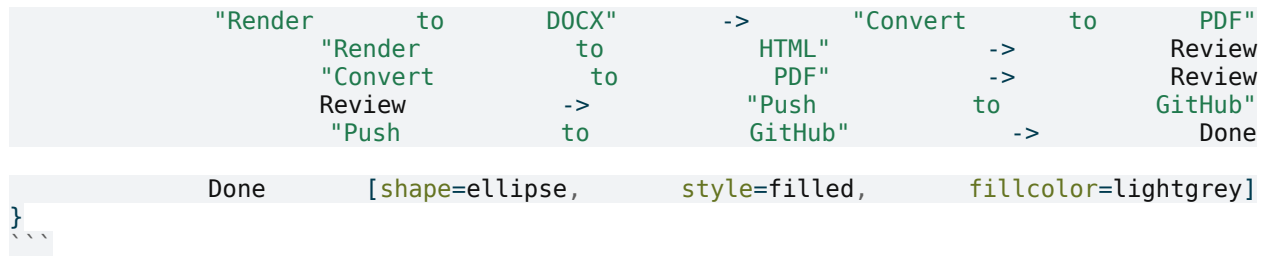 "Render to DOCX" -> "Convert to PDF"
"Render to HTML" -> Review
"Convert to PDF" -> Review
Review -> "Push to GitHub"
"Push to GitHub" -> Done
Done [shape=ellipse, style=filled, fillcolor=lightgrey]
}
```